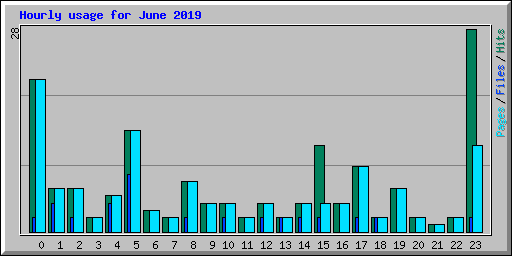 Hourly usage for June 2019
28
Pages/Files/Hits
0 1 2 3 4 5 6 7 8 9 10 11 12 13 14 15 16 17 18 19 20 21 22 23